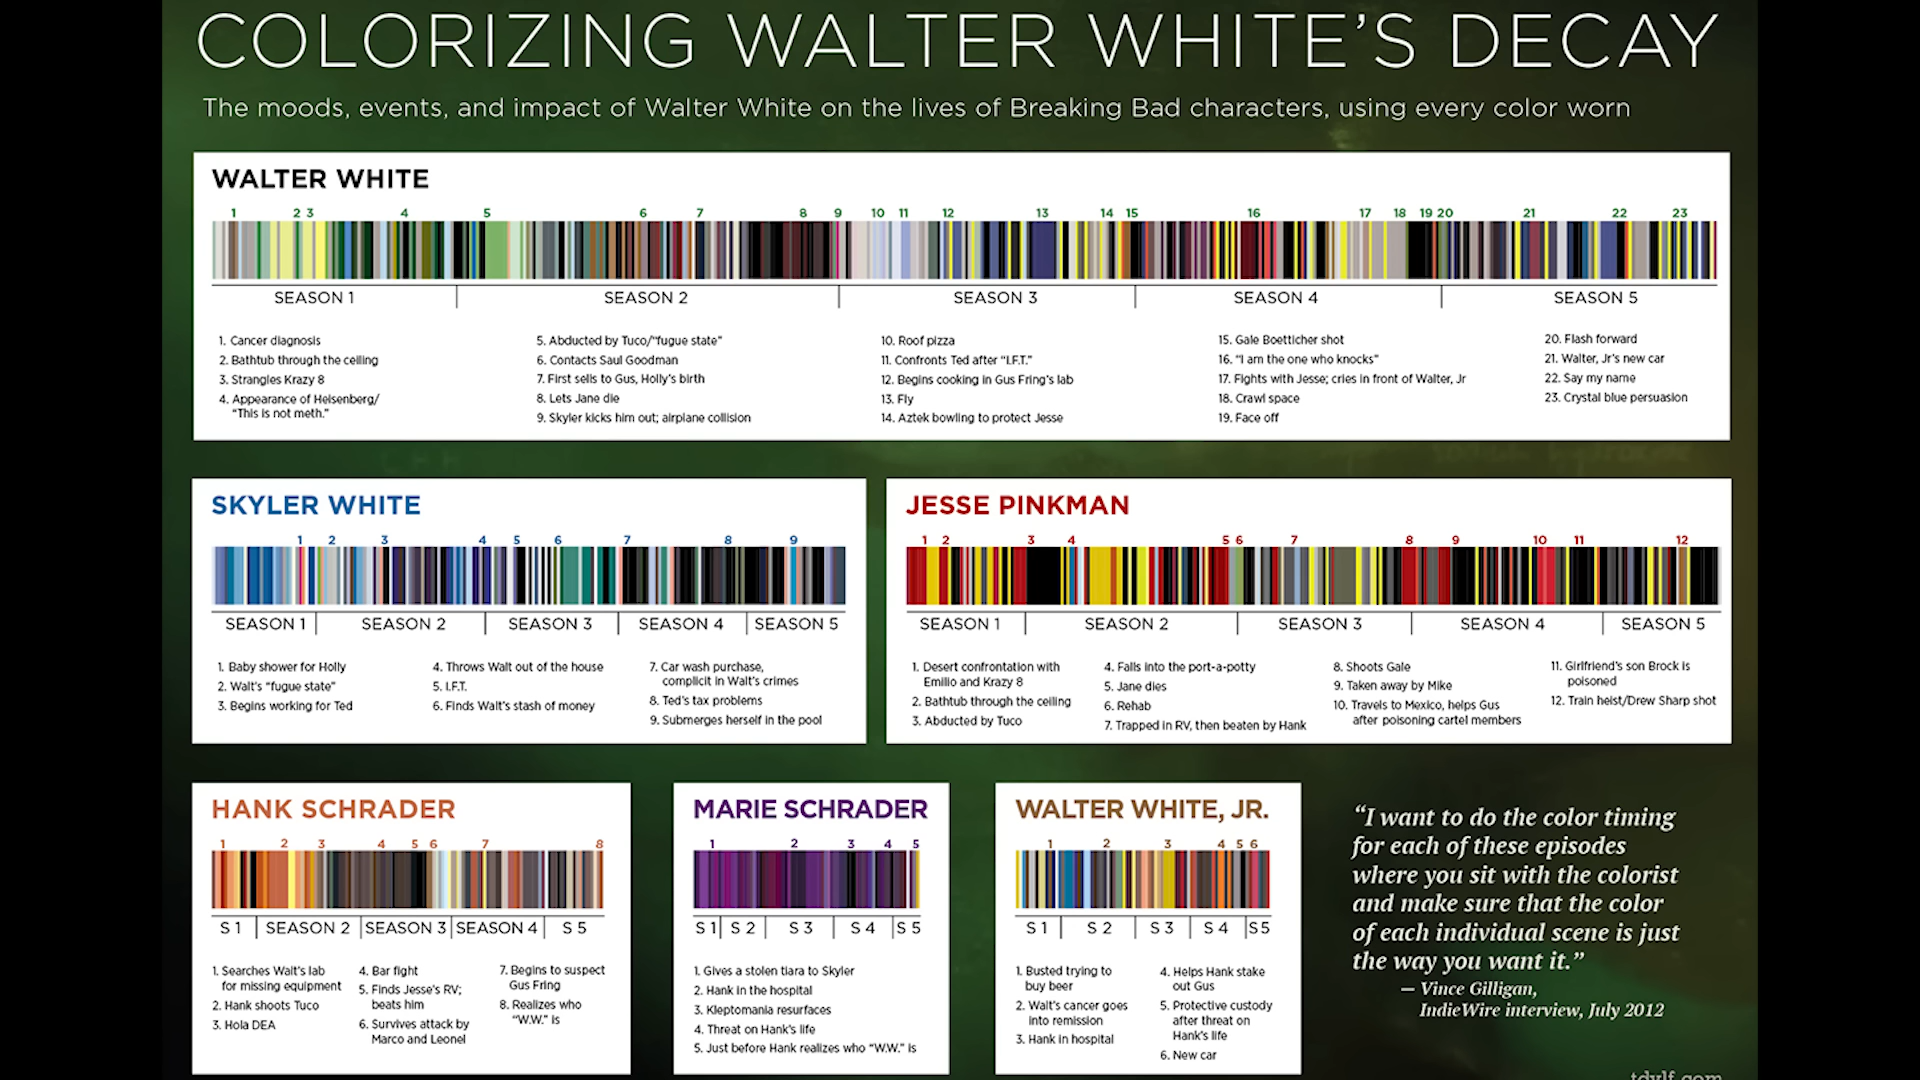 COLORIZING WALTER WHITE'S DECAY
The moods, events, and impact of Walter White on the lives of Breaking Bad characters, using every color worn
WALTER WHITE
1 2 3 4 5 6 7 8 9 10 11 12 13 14 15 16 17 18 19 20 21 22 23
SEASON 1 SEASON 2 SEASON 3 SEASON 4 SEASON 5
1. Cancer diagnosis
2. Bathtub through the ceiling
3. Strangles Krazy 8
4. Appearance of Heisenberg/
"This is not meth."
5. Abducted by Tuco/"fugue state"
6. Contacts Saul Goodman
7. First sells to Gus, Holly's birth
8. Lets Jane die
9. Skyler kicks him out; airplane collision
10. Roof pizza
11. Confronts Ted after "I.F.T."
12. Begins cooking in Gus Fring's lab
13. Fly
14. Aztek bowling to protect Jesse
15. Gale Boetticher shot
16. "I am the one who knocks"
17. Fights with Jesse; cries in front of Walter, Jr
18. Crawl space
19. Face off
20. Flash forward
21. Walter, Jr's new car
22. Say my name
23. Crystal blue persuasion
SKYLER WHITE
1 2 3 4 5 6 7 8 9
SEASON 1 SEASON 2 SEASON 3 SEASON 4 SEASON 5
1. Baby shower for Holly
2. Walt's "fugue state"
3. Begins working for Ted
4. Throws Walt out of the house
5. I.F.T.
6. Finds Walt's stash of money
7. Car wash purchase,
complicit in Walt's crimes
8. Ted's tax problems
9. Submerges herself in the pool
JESSE PINKMAN
1 2 3 4 5 6 7 8 9 10 11 12
SEASON 1 SEASON 2 SEASON 3 SEASON 4 SEASON 5
1. Desert confrontation with
Emilio and Krazy 8
2. Bathtub through the ceiling
3. Abducted by Tuco
4. Falls into the port-a-potty
5. Jane dies
6. Rehab
7. Trapped in RV, then beaten by Hank
8. Shoots Gale
9. Taken away by Mike
10. Travels to Mexico, helps Gus
after poisoning cartel members
11. Girlfriend's son Brock is
poisoned
12. Train heist/Drew Sharp shot
HANK SCHRADER
1 2 3 4 5 6 7 8
S 1 SEASON 2 SEASON 3 SEASON 4 S 5
1. Searches Walt's lab
for missing equipment
2. Hank shoots Tuco
3. Hola DEA
4. Bar fight
5. Finds Jesse's RV;
beats him
6. Survives attack by
Marco and Leonel
7. Begins to suspect
Gus Fring
8. Realizes who
"W.W." is
MARIE SCHRADER
1 2 3 4 5
S 1 S 2 S 3 S 4 S 5
1. Gives a stolen tiara to Skyler
2. Hank in the hospital
3. Kleptomania resurfaces
4. Threat on Hank's life
5. Just before Hank realizes who "W.W." is
WALTER WHITE, JR.
1 2 3 4 5 6
S 1 S 2 S 3 S 4 S 5
1. Busted trying to
buy beer
2. Walt's cancer goes
into remission
3. Hank in hospital
4. Helps Hank stake
out Gus
5. Protective custody
after threat on
Hank's life
6. New car
"I want to do the color timing
for each of these episodes
where you sit with the colorist
and make sure that the color
of each individual scene is just
the way you want it."
— Vince Gilligan,
IndieWire interview, July 2012
tdylf.com